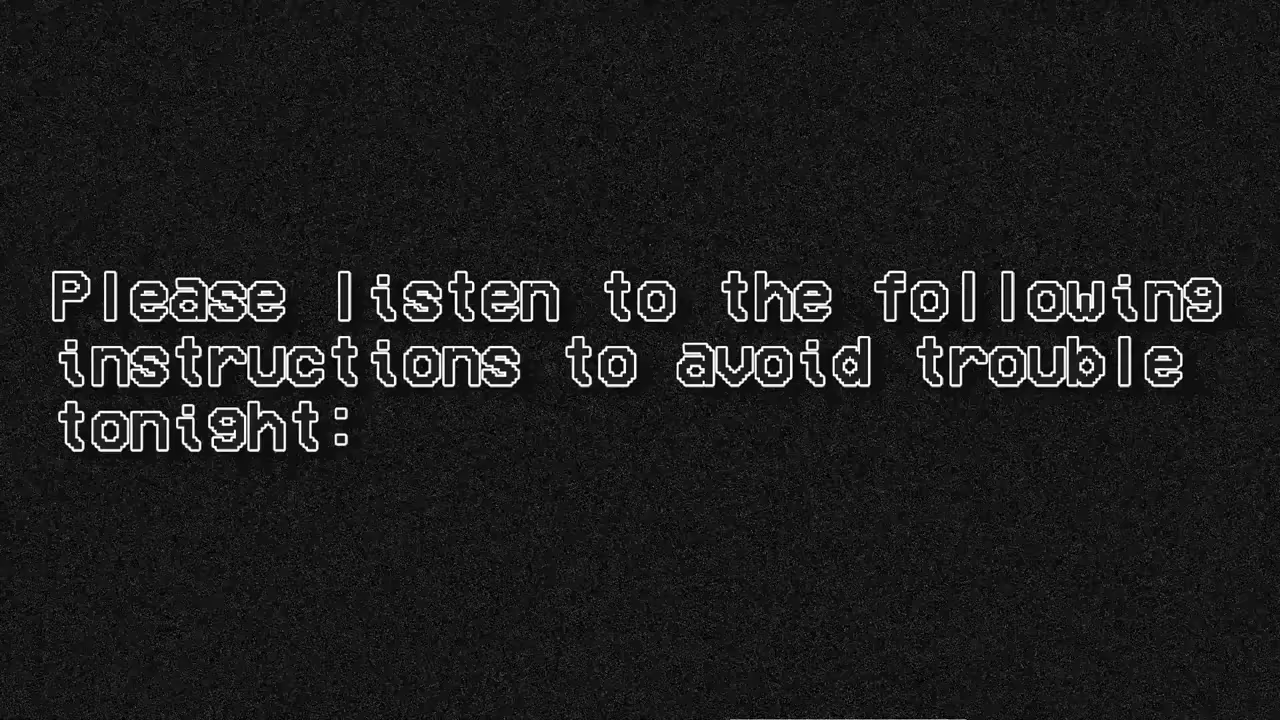 Please listen to the following
instructions to avoid trouble
tonight: